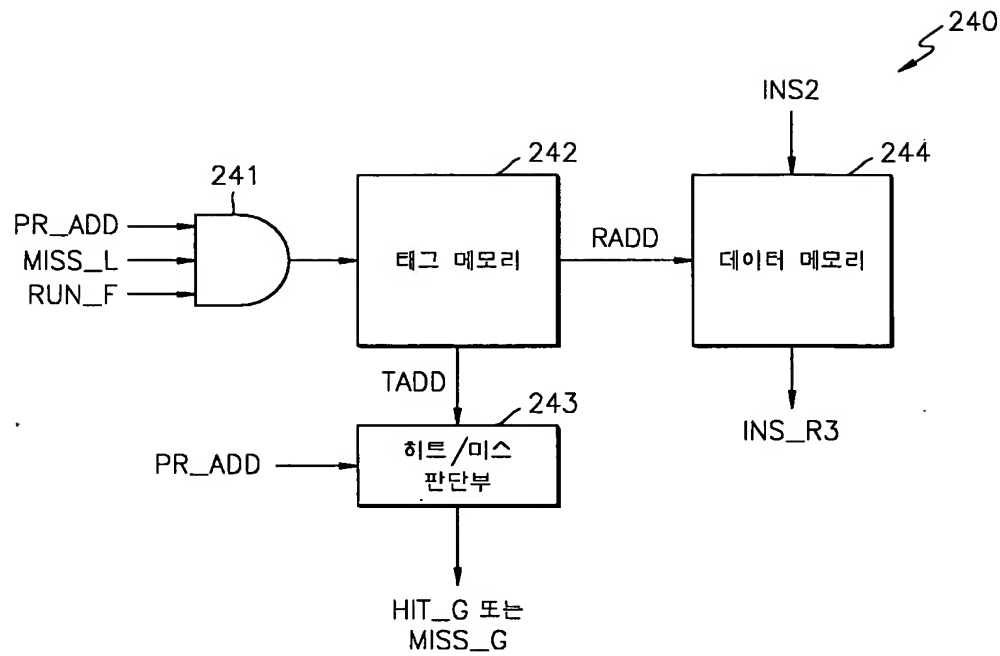 240
INS2
242
244
241
PR_ADD
MISS_L
RUN_F
태그 메모리
RADD
데이터 메모리
TADD
243
INS_R3
PR_ADD
히트/미스
판단부
HIT_G 또는
MISS_G